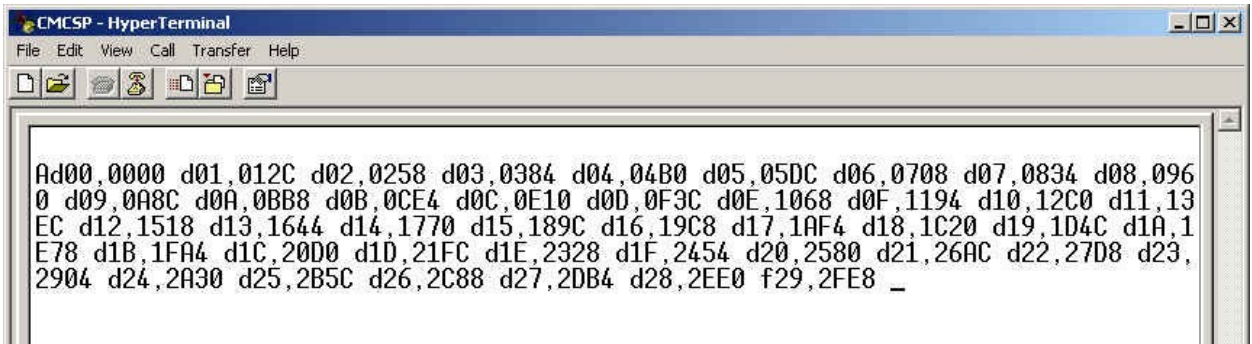 CMCSP - HyperTerminal
File Edit View Call Transfer Help
Ad00,0000 d01,012C d02,0258 d03,0384 d04,04B0 d05,05DC d06,0708 d07,0834 d08,096
0 d09,0A8C d0A,0BB8 d0B,0CE4 d0C,0E10 d0D,0F3C d0E,1068 d0F,1194 d10,12C0 d11,13
EC d12,1518 d13,1644 d14,1770 d15,189C d16,19C8 d17,1AF4 d18,1C20 d19,1D4C d1A,1
E78 d1B,1FA4 d1C,20D0 d1D,21FC d1E,2328 d1F,2454 d20,2580 d21,26AC d22,27D8 d23,
2904 d24,2A30 d25,2B5C d26,2C88 d27,2DB4 d28,2EE0 f29,2FE8 _